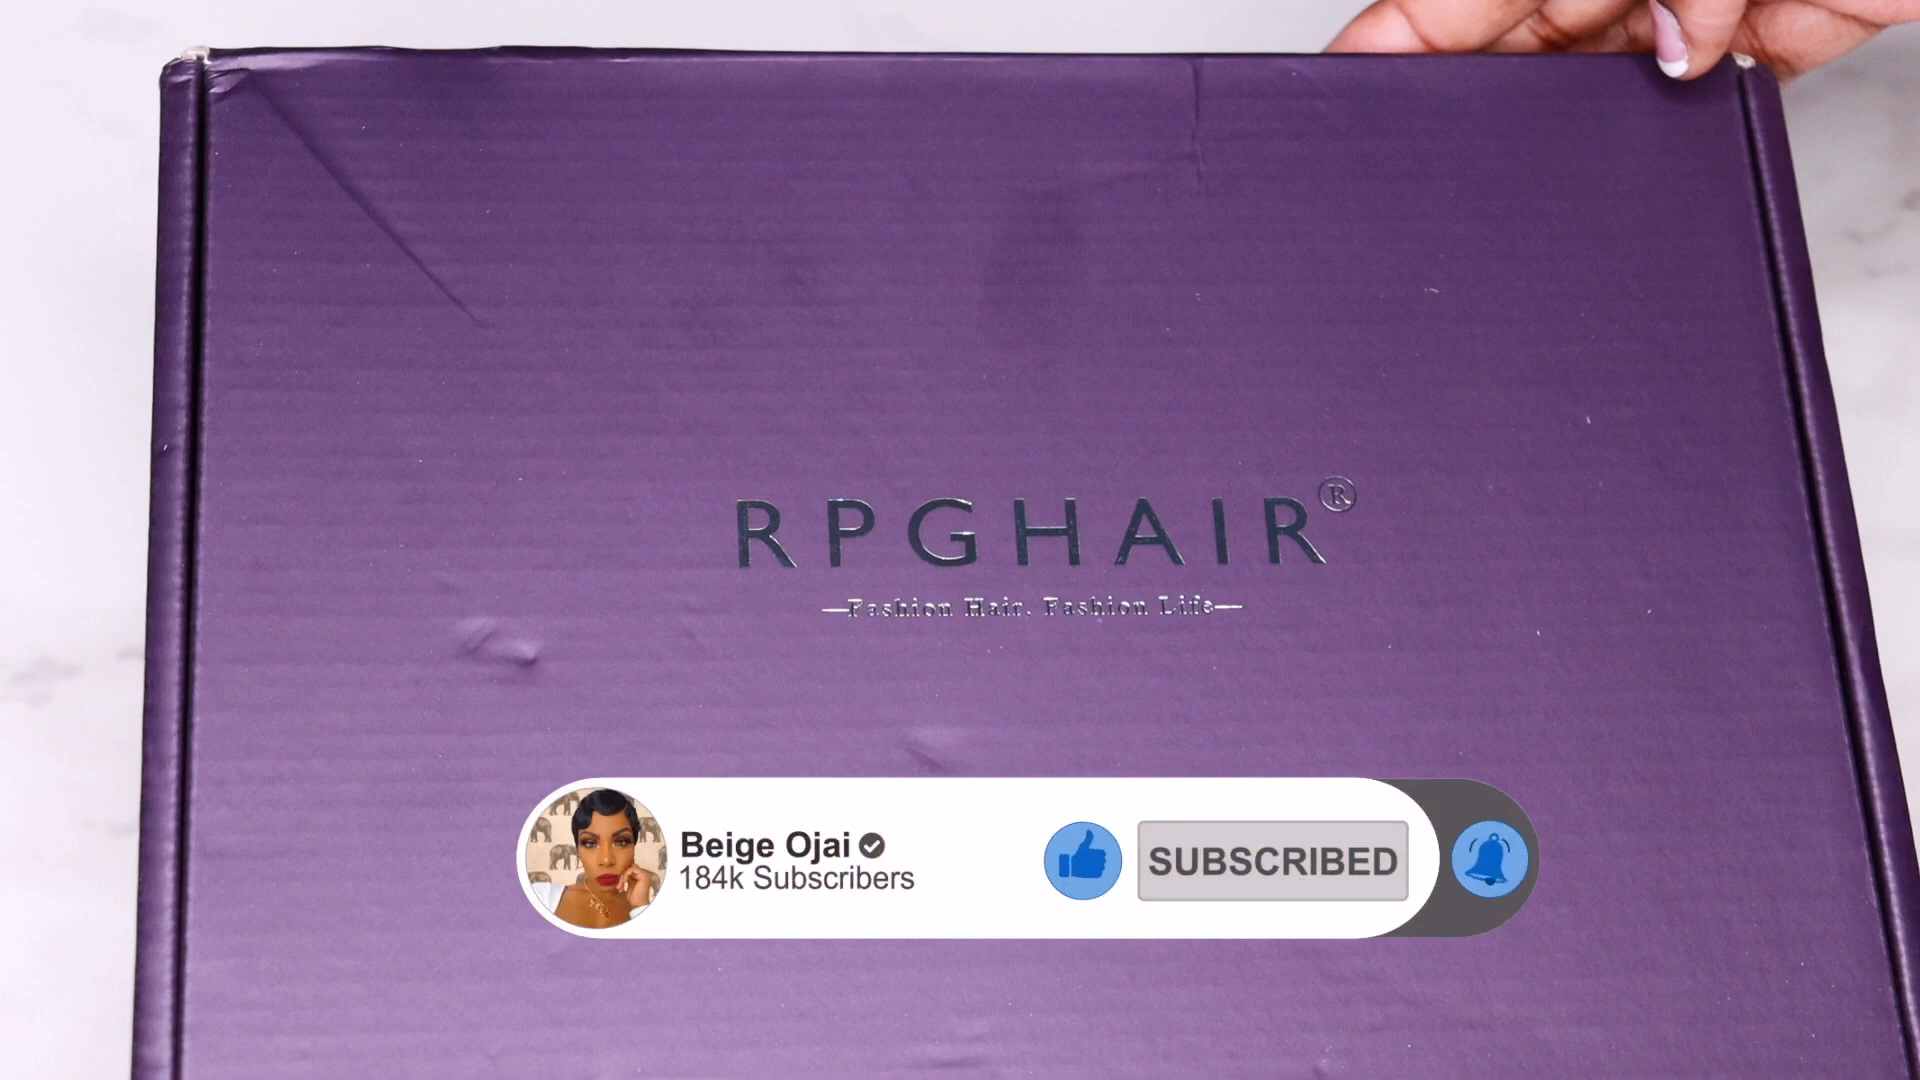 RPGHAIR®
Fashion Hair, Fashion Life
Beige Ojai
184k Subscribers
SUBSCRIBED